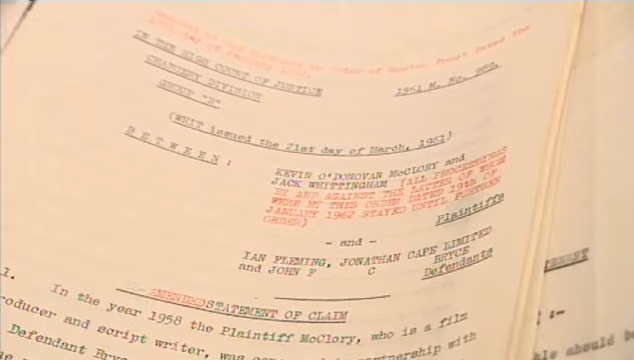 IN THE HIGH COURT OF JUSTICE
1961 M. No.
CHANCERY DIVISION
GROUP "B"
(WRIT issued the 21st day of March, 1961)
B E T W E E N :
KEVIN O'DONOVAN McCLORY and
JACK WHITTINGHAM (ALL PROCEEDINGS
BY AND AGAINST THE LATTER OF WHOM
WERE BY THIS ORDER DATED 19th OF
JANUARY 1962 STAYED UNTIL FURTHER
ORDER)
Plaintiffs
- and -
IAN FLEMING, JONATHAN CAPE LIMITED
and JOHN F C BRYCE
Defendants
AMENDED STATEMENT OF CLAIM
1. In the year 1958 the Plaintiff McClory, who is a film
and script writer, was partnership with
Defendant
should be